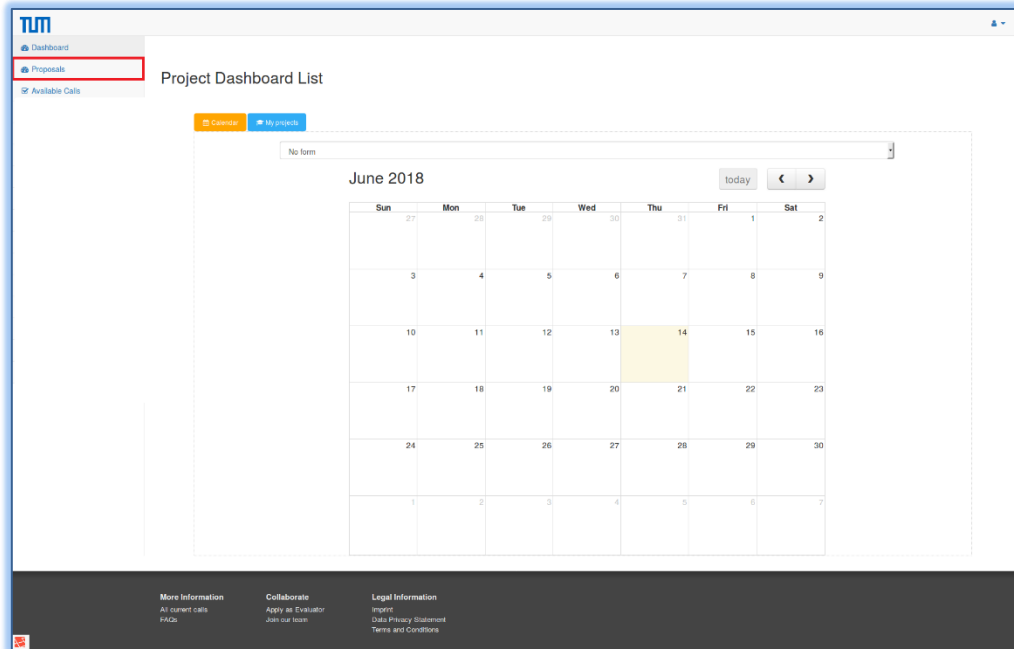 TUM
Dashboard
Proposals
Available Calls
Project Dashboard List
Calendar My projects
No form
June 2018 today
Sun Mon Tue Wed Thu Fri Sat
27 28 29 30 31 1 2
3 4 5 6 7 8 9
10 11 12 13 14 15 16
17 18 19 20 21 22 23
24 25 26 27 28 29 30
1 2 3 4 5 6 7
More Information Collaborate Legal Information
All current calls Apply as Evaluator Imprint
FAQs Join our team Data Privacy Statement
Terms and Conditions